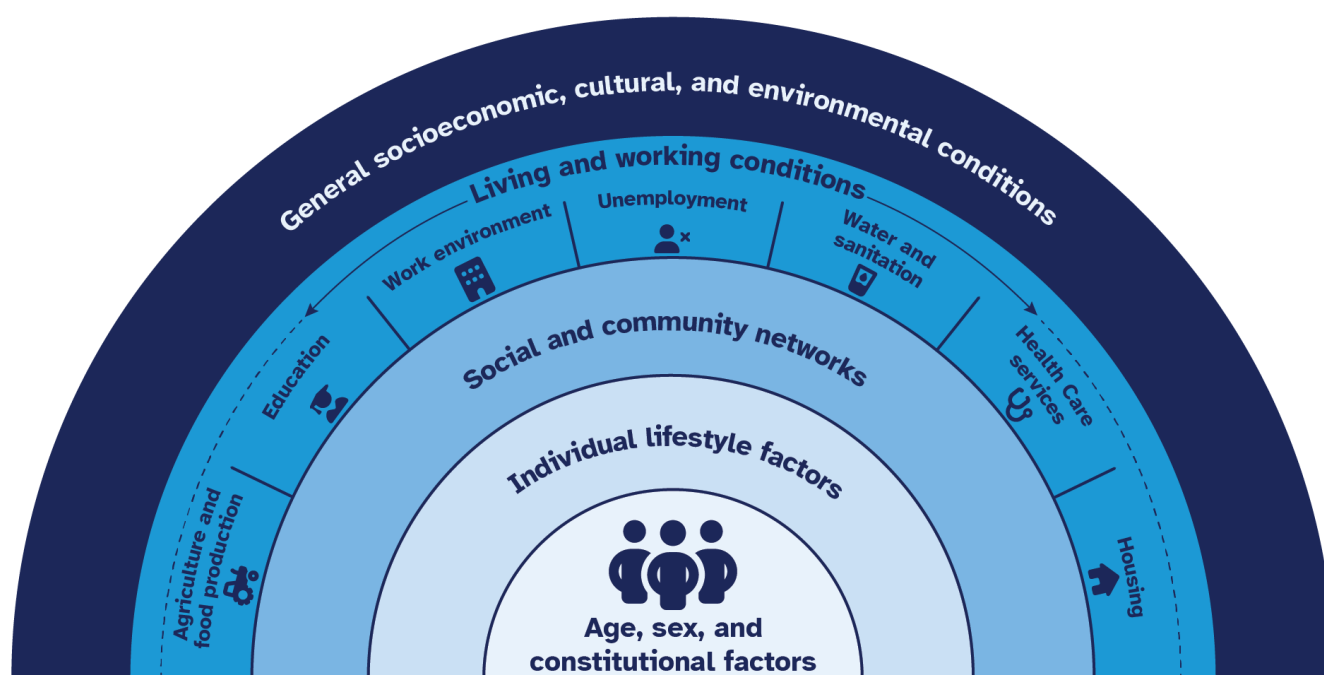 General socioeconomic, cultural, and environmental conditions
Living and working conditions
Agriculture and
food production
Education
Work environment
Unemployment
Water and
sanitation
Health Care
services
Housing
Social and community networks
Individual lifestyle factors
Age, sex, and
constitutional factors